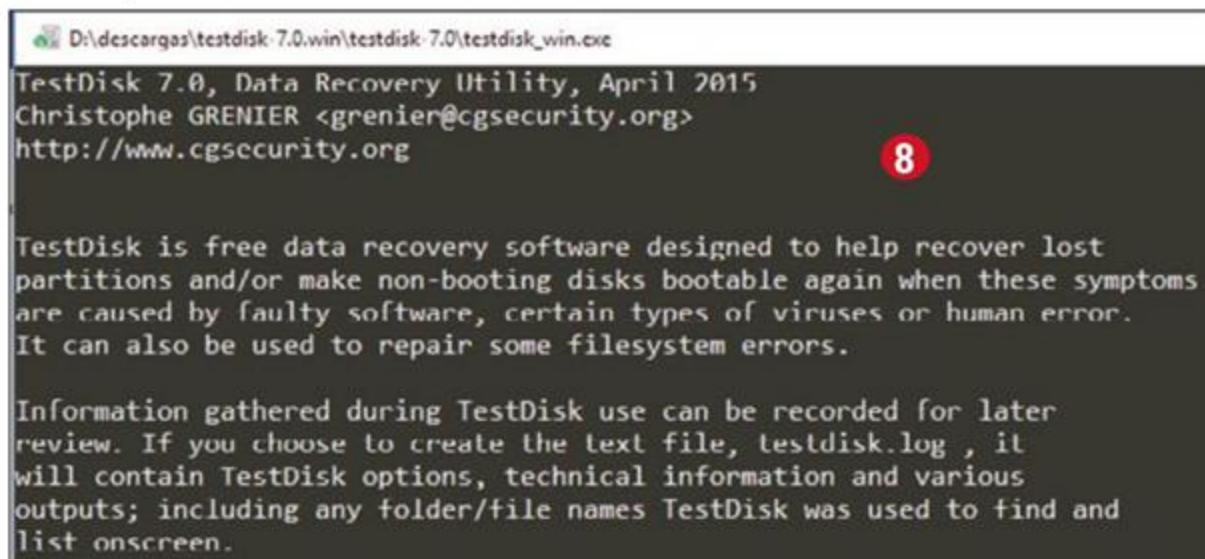 D:\descargas\testdisk-7.0.win\testdisk-7.0\testdisk_win.exe
TestDisk 7.0, Data Recovery Utility, April 2015
Christophe GRENIER <grenier@cgsecurity.org>
http://www.cgsecurity.org
8
TestDisk is free data recovery software designed to help recover lost
partitions and/or make non-booting disks bootable again when these symptoms
are caused by faulty software, certain types of viruses or human error.
It can also be used to repair some filesystem errors.
Information gathered during TestDisk use can be recorded for later
review. If you choose to create the text file, testdisk.log , it
will contain TestDisk options, technical information and various
outputs; including any folder/file names TestDisk was used to find and
list onscreen.